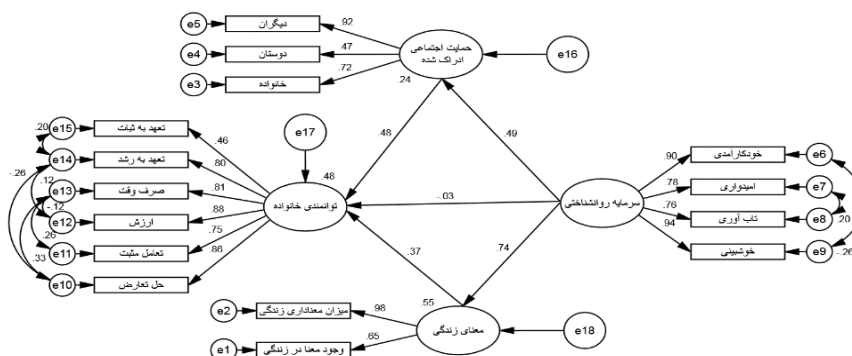 e5
دیگران
.92
e4
دوستان
.47
e3
خانواده
.72
حمایت اجتماعی
ادراک شده
e16
.24
e15
تعهد به ثبات
.46
.20
e14
تعهد به رشد
.80
-.26
e13
صرف وقت
.81
.12
-.12
e12
ارزش
.88
.26
e11
تعامل مثبت
.75
.33
e10
حل تعارض
.86
e17
.48
توانمندی خانواده
.48
.49
-.03
.37
.74
سرمایه روانشناختی
.90
خودکارآمدی
e6
.78
امیدواری
e7
.76
تاب آوری
e8
.20
.94
خوشبینی
e9
-.26
e2
میزان معناداری زندگی
.98
.55
معنای زندگی
e18
e1
وجود معنا در زندگی
.65